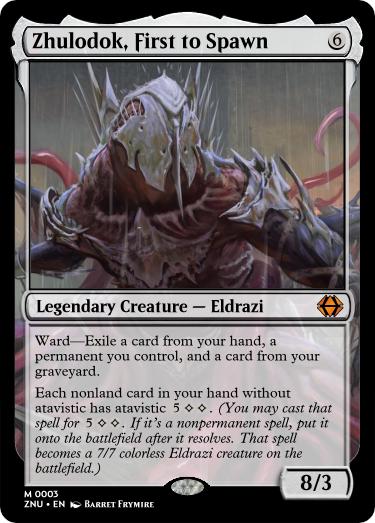 Zhulodok, First to Spawn 6
Legendary Creature — Eldrazi
Ward—Exile a card from your hand, a
permanent you control, and a card from your
graveyard.
Each nonland card in your hand without
atavistic has atavistic 5◇◇. (You may cast that
spell for 5◇◇. If it's a nonpermanent spell, put it
onto the battlefield after it resolves. That spell
becomes a 7/7 colorless Eldrazi creature on the
battlefield.)
8/3
M 0003
ZNU • EN Barret Frymire